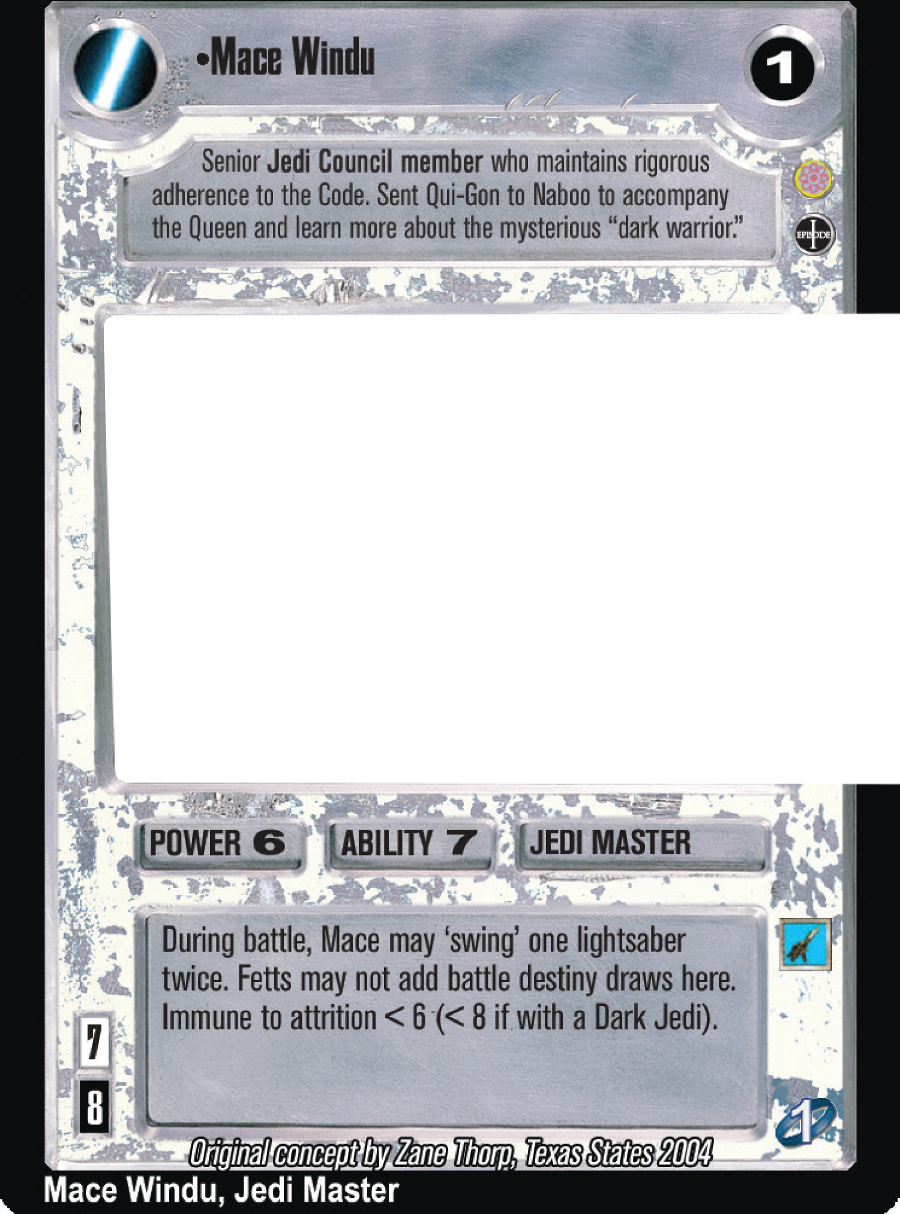 •Mace Windu
1
Senior Jedi Council member who maintains rigorous
adherence to the Code. Sent Qui-Gon to Naboo to accompany
the Queen and learn more about the mysterious “dark warrior.”
EPISODE
I
POWER 6
ABILITY 7
JEDI MASTER
During battle, Mace may ‘swing’ one lightsaber
twice. Fetts may not add battle destiny draws here.
Immune to attrition < 6 (< 8 if with a Dark Jedi).
7
8
1
Original concept by Zane Thorp, Texas States 2004
Mace Windu, Jedi Master